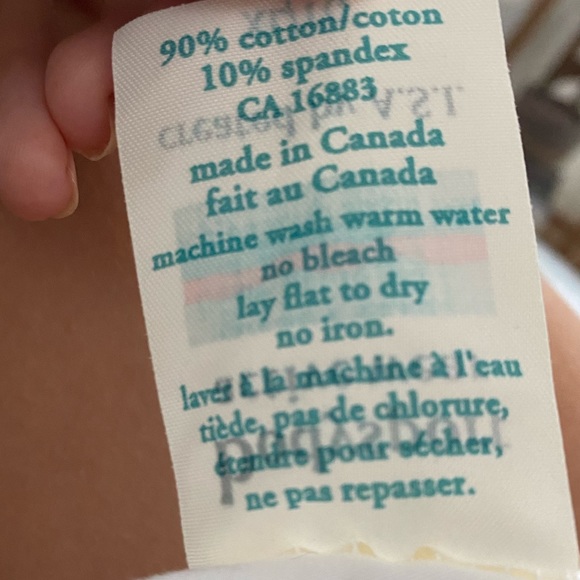 90% cotton/coton
10% spandex
CA 16883
made in Canada
fait au Canada
machine wash warm water
no bleach
lay flat to dry
no iron.
laver à la machine à l'eau
tiède, pas de chlorure,
étendre pour sécher,
ne pas repasser.